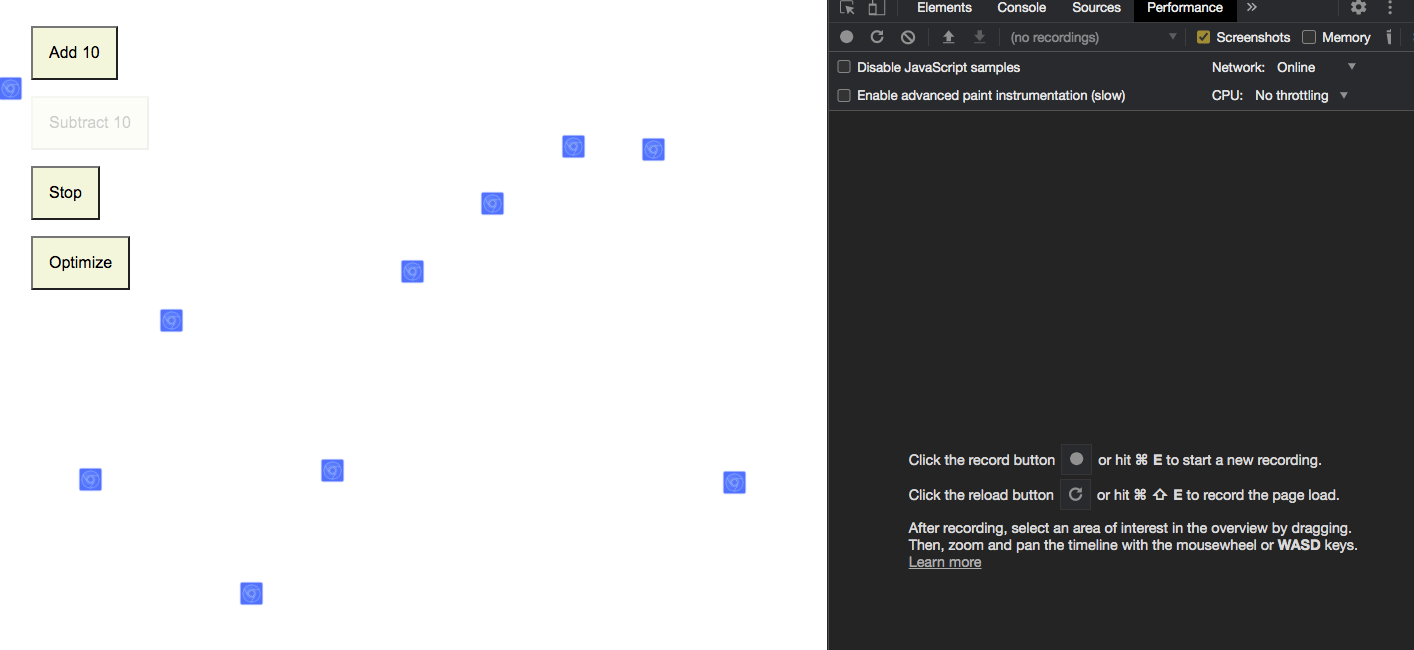 Add 10
Subtract 10
Stop
Optimize
Elements Console Sources Performance »
(no recordings) Screenshots Memory
Disable JavaScript samples Network: Online
Enable advanced paint instrumentation (slow) CPU: No throttling
Click the record button or hit ⌘ E to start a new recording.
Click the reload button or hit ⌘ ⇧ E to record the page load.
After recording, select an area of interest in the overview by dragging.
Then, zoom and pan the timeline with the mousewheel or WASD keys.
Learn more